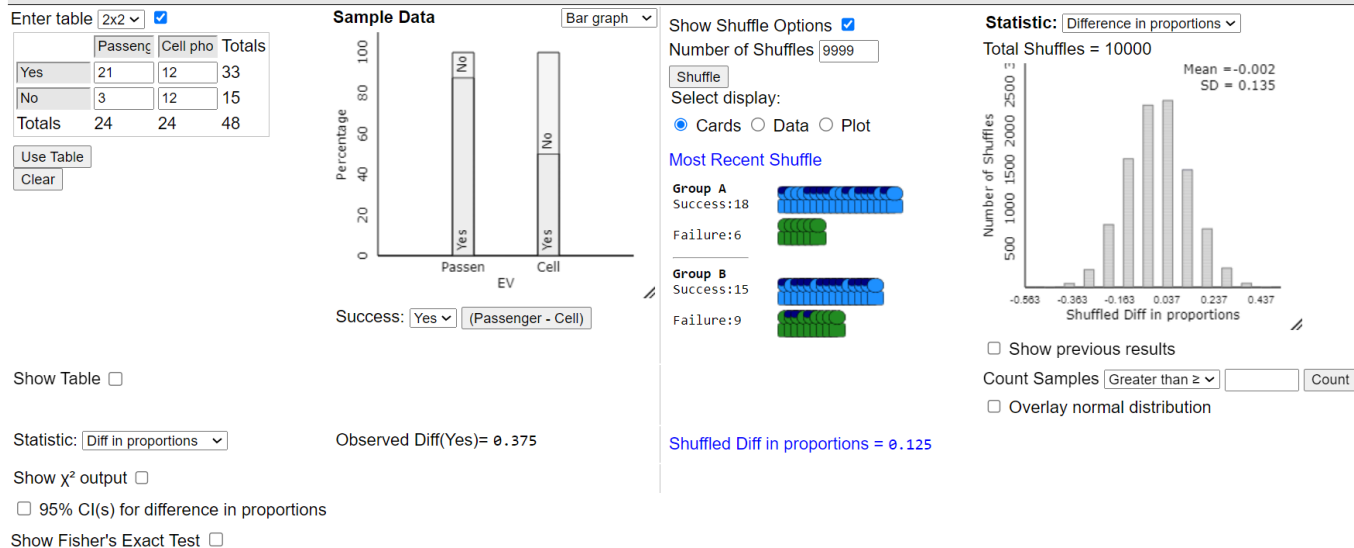 Enter table 2x2
Passeng Cell pho Totals
Yes 21 12 33
No 3 12 15
Totals 24 24 48
Use Table
Clear
Show Table
Statistic: Diff in proportions
Show χ² output
95% CI(s) for difference in proportions
Show Fisher's Exact Test
Sample Data
Bar graph
Percentage
100
80
60
40
20
0
No
Yes
No
Yes
Passen Cell
EV
Success: Yes (Passenger - Cell)
Observed Diff(Yes)= 0.375
Show Shuffle Options
Number of Shuffles 9999
Shuffle
Select display:
Cards Data Plot
Most Recent Shuffle
Group A
Success:18
Failure:6
Group B
Success:15
Failure:9
Shuffled Diff in proportions = 0.125
Statistic: Difference in proportions
Total Shuffles = 10000
Mean =-0.002
SD = 0.135
Number of Shuffles
2500
2000
1500
1000
500
-0.563 -0.363 -0.163 0.037 0.237 0.437
Shuffled Diff in proportions
Show previous results
Count Samples Greater than ≥ Count
Overlay normal distribution